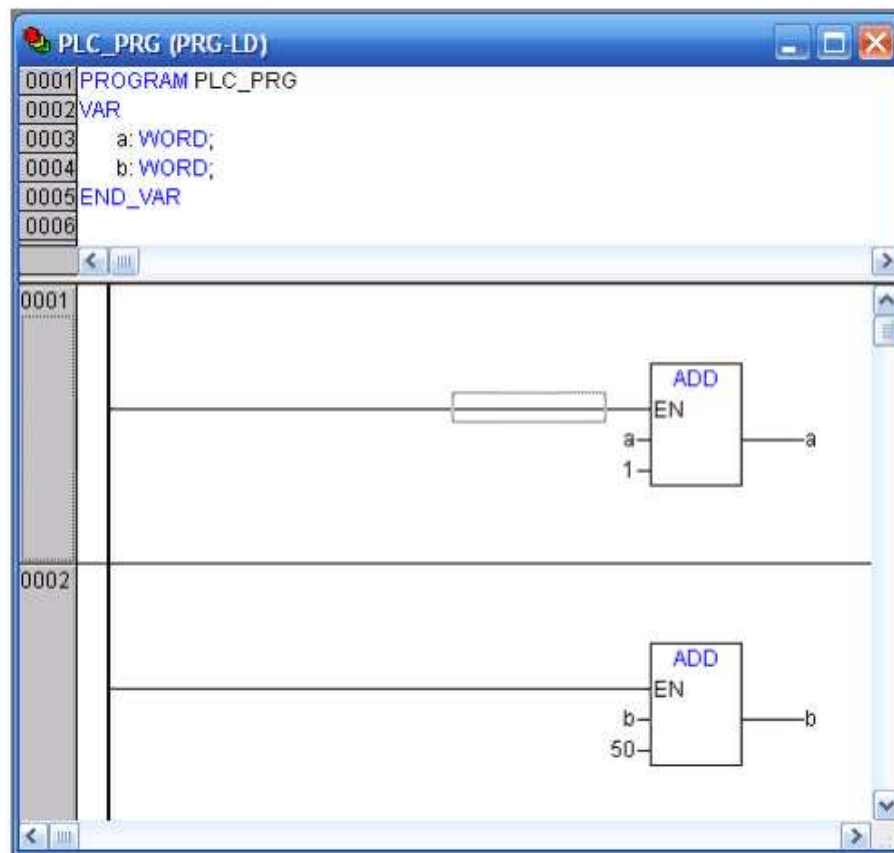 PLC_PRG (PRG-LD)
0001 PROGRAM PLC_PRG
0002 VAR
0003 a: WORD;
0004 b: WORD;
0005 END_VAR
0006
0001
ADD
EN
a a
1
0002
ADD
EN
b b
50